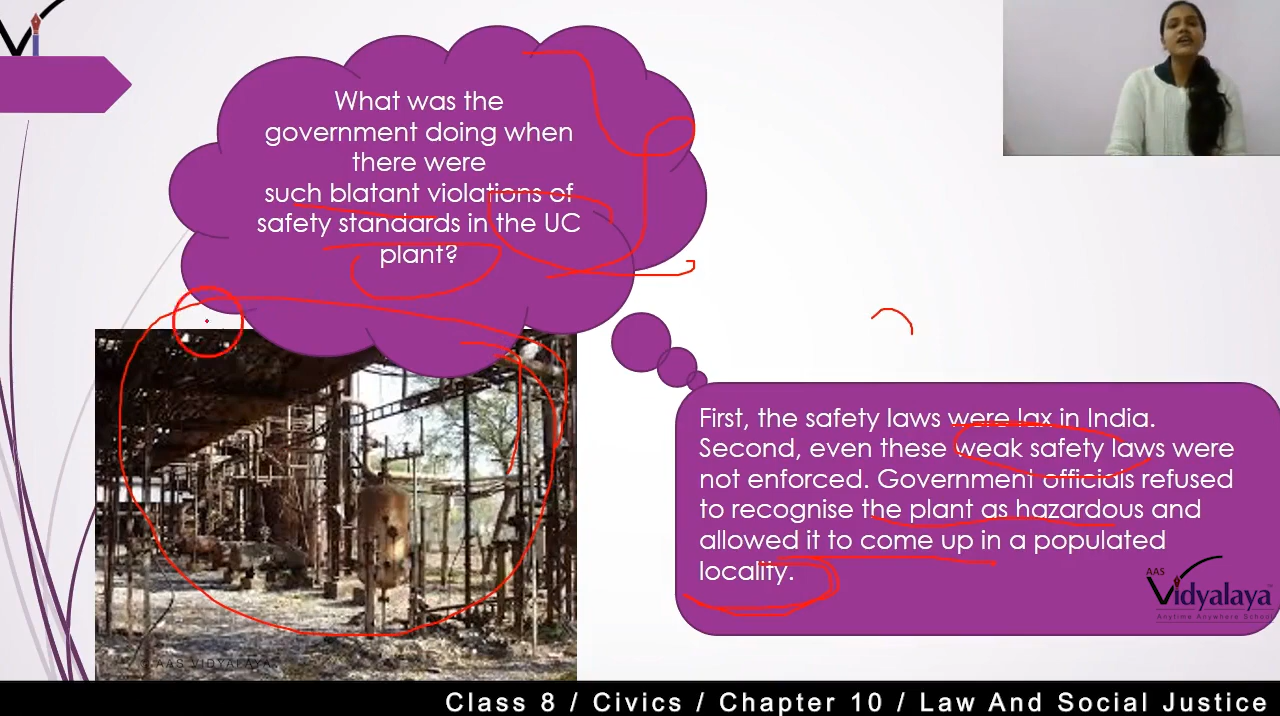 What was the
government doing when
there were
such blatant violations of
safety standards in the UC
plant?
First, the safety laws were lax in India.
Second, even these weak safety laws were
not enforced. Government officials refused
to recognise the plant as hazardous and
allowed it to come up in a populated
locality.
AAS
Vidyalaya
Anytime Anywhere School
AAS VIDYALAYA
Class 8 / Civics / Chapter 10 / Law And Social Justice